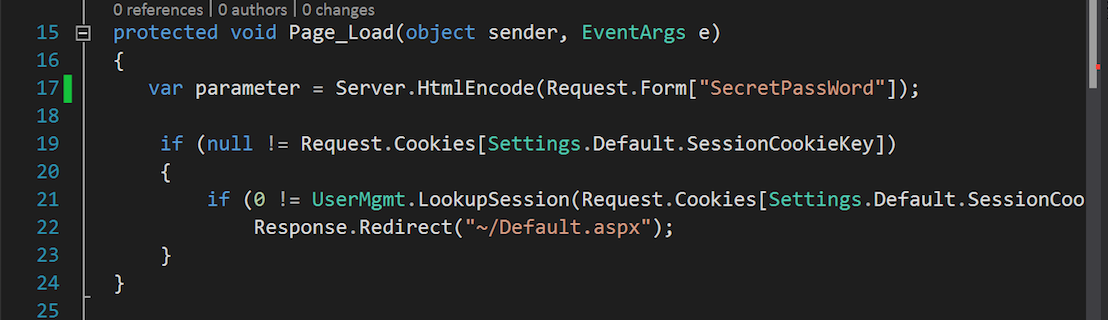 0 references | 0 authors | 0 changes
15 protected void Page_Load(object sender, EventArgs e)
16 {
17 var parameter = Server.HtmlEncode(Request.Form["SecretPassWord"]);
18
19 if (null != Request.Cookies[Settings.Default.SessionCookieKey])
20 {
21 if (0 != UserMgmt.LookupSession(Request.Cookies[Settings.Default.SessionCoo
22 Response.Redirect("~/Default.aspx");
23 }
24 }
25